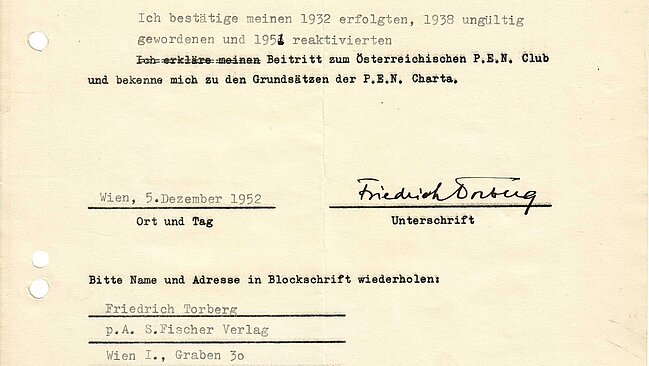 Ich bestätige meinen 1932 erfolgten, 1938 ungültig
gewordenen und 1951 reaktivierten
Ich erkläre meinen Beitritt zum Österreichischen P.E.N. Club
und bekenne mich zu den Grundsätzen der P.E.N. Charta.
Wien, 5.Dezember 1952
Friedrich Torberg
Ort und Tag
Unterschrift
Bitte Name und Adresse in Blockschrift wiederholen:
Friedrich Torberg
p.A. S.Fischer Verlag
Wien I., Graben 3o